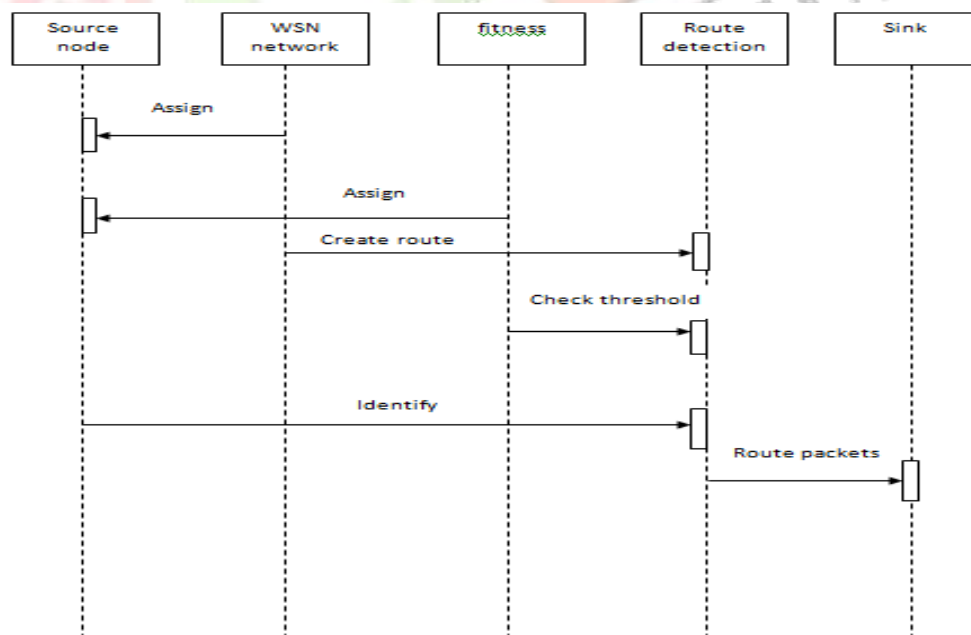 Source
node
WSN
network
fitness
Route
detection
Sink
Assign
Assign
Create route
Check threshold
Identify
Route packets